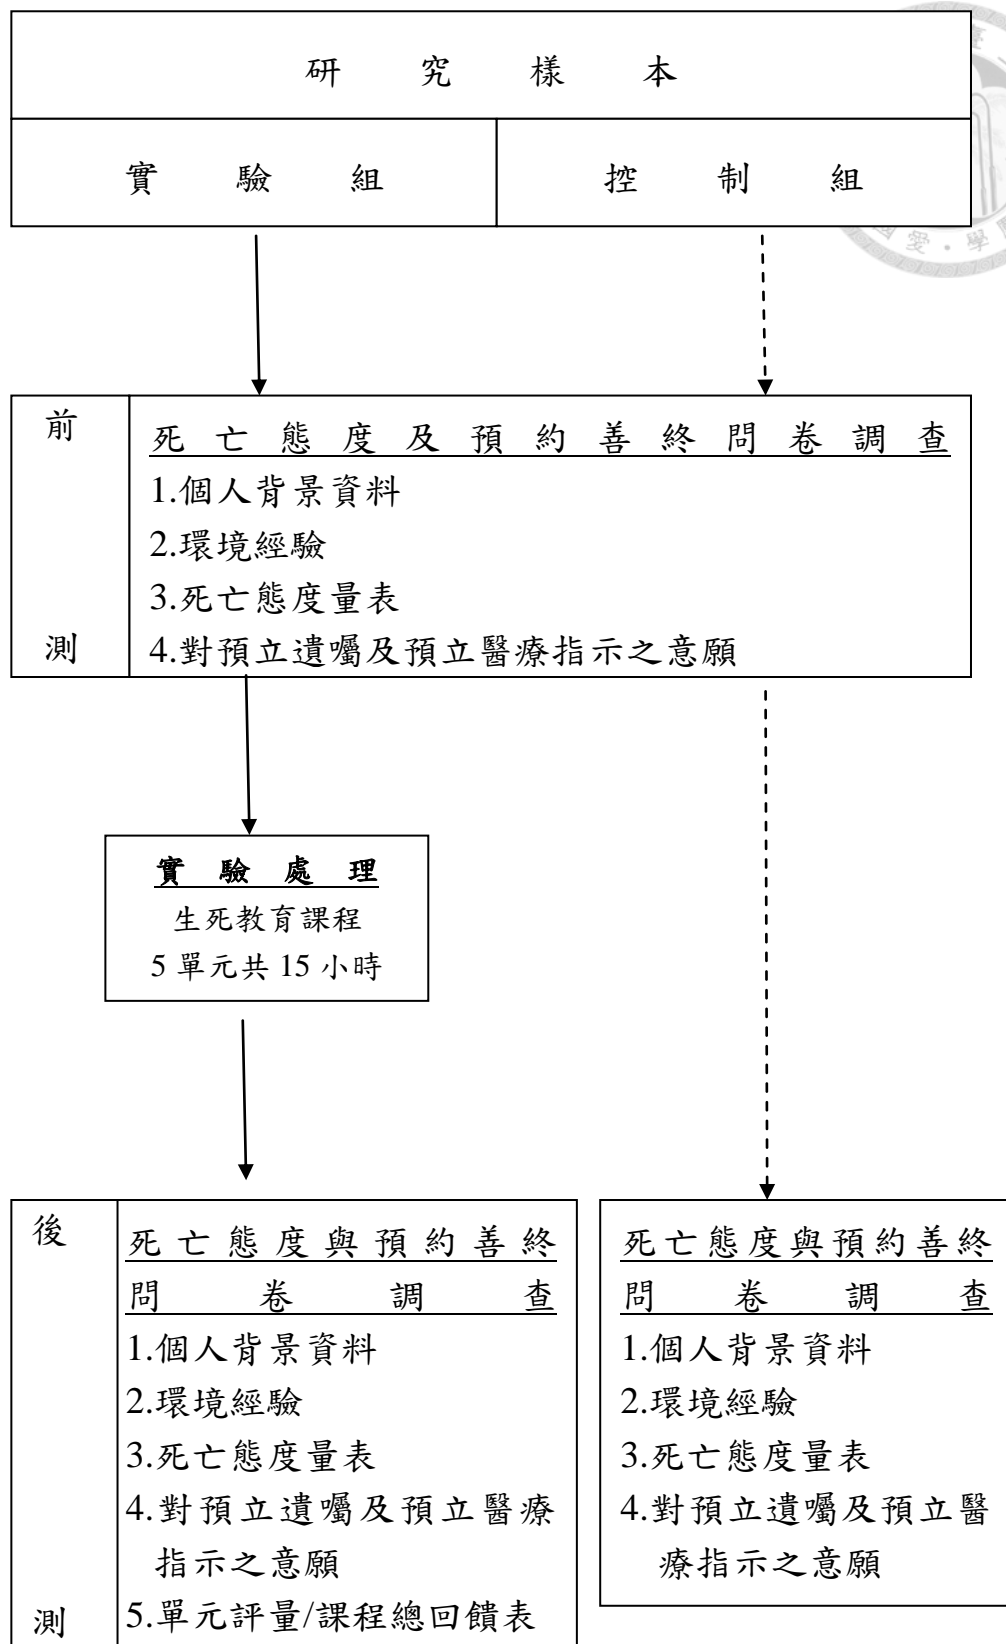 研究樣本
實驗組
控制組
愛·學
前測
死亡態度及預約善終問卷調查
1.個人背景資料
2.環境經驗
3.死亡態度量表
4.對預立遺囑及預立醫療指示之意願
實驗處理
生死教育課程
5 單元共 15 小時
後測
死亡態度與預約善終
問卷調查
1.個人背景資料
2.環境經驗
3.死亡態度量表
4.對預立遺囑及預立醫療
指示之意願
5.單元評量/課程總回饋表
死亡態度與預約善終
問卷調查
1.個人背景資料
2.環境經驗
3.死亡態度量表
4.對預立遺囑及預立醫
療指示之意願